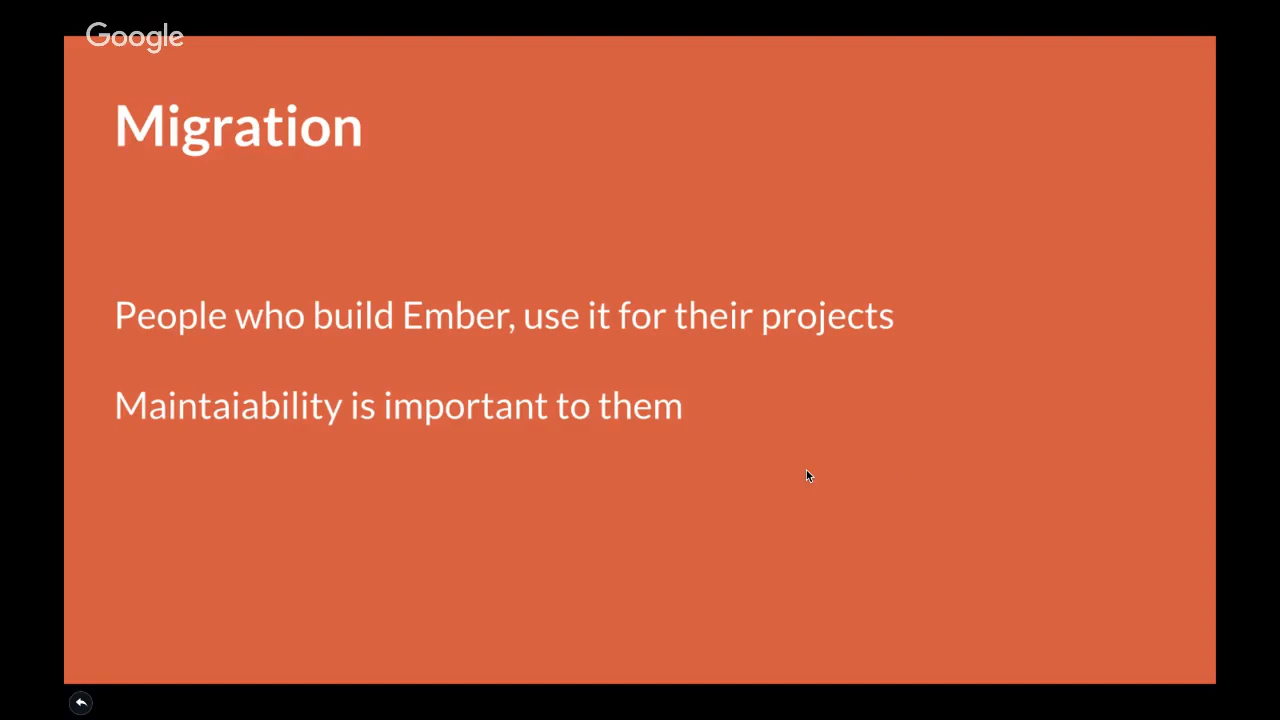 Google
Migration
People who build Ember, use it for their projects
Maintaiability is important to them